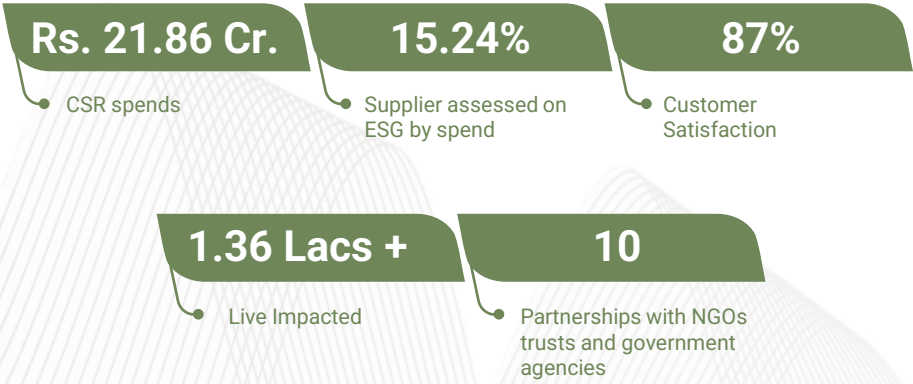 Rs. 21.86 Cr.
15.24%
87%
CSR spends
Supplier assessed on
ESG by spend
Customer
Satisfaction
1.36 Lacs +
10
Live Impacted
Partnerships with NGOs
trusts and government
agencies